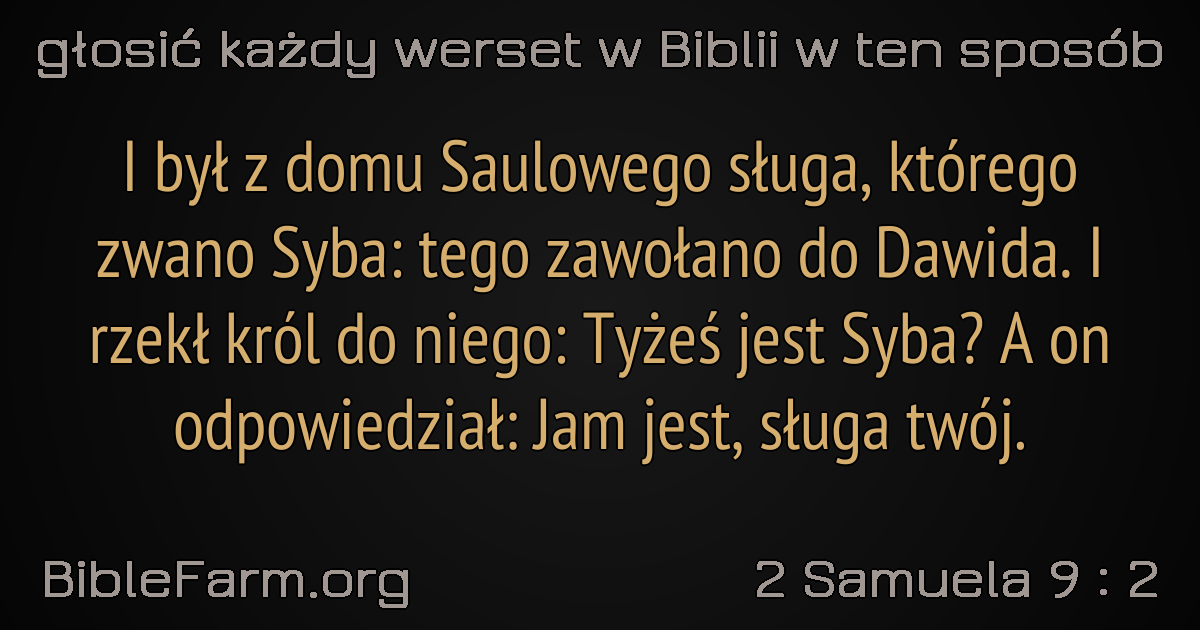 głosić każdy werset w Biblii w ten sposób
I był z domu Saulowego sługa, którego
zwano Syba: tego zawołano do Dawida. I
rzekł król do niego: Tyżeś jest Syba? A on
odpowiedział: Jam jest, sługa twój.
BibleFarm.org
2 Samuela 9 : 2